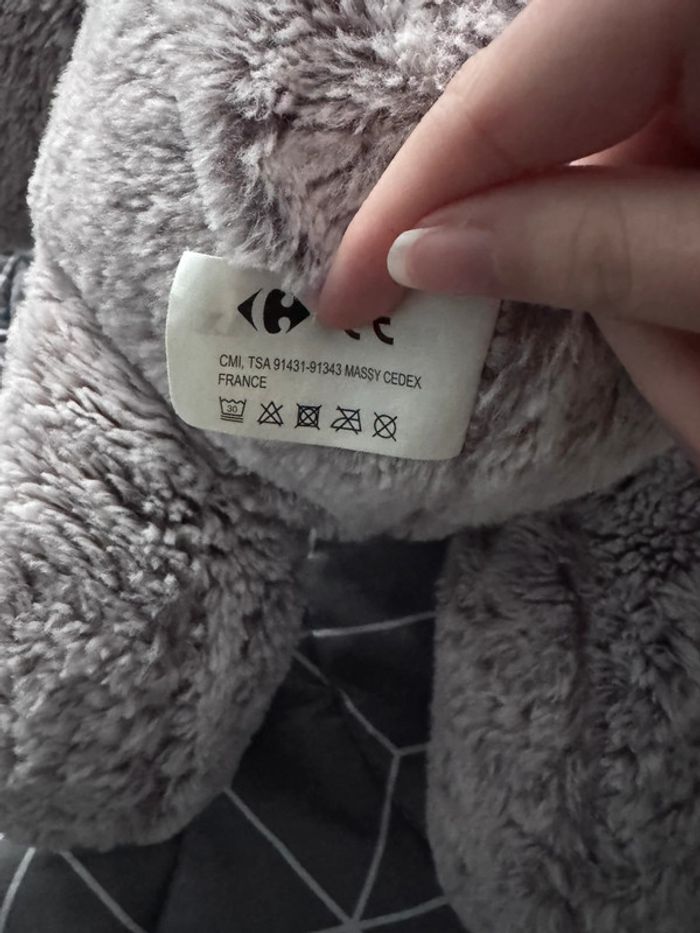 CE
CMI, TSA 91431-91343 MASSY CEDEX
FRANCE
30